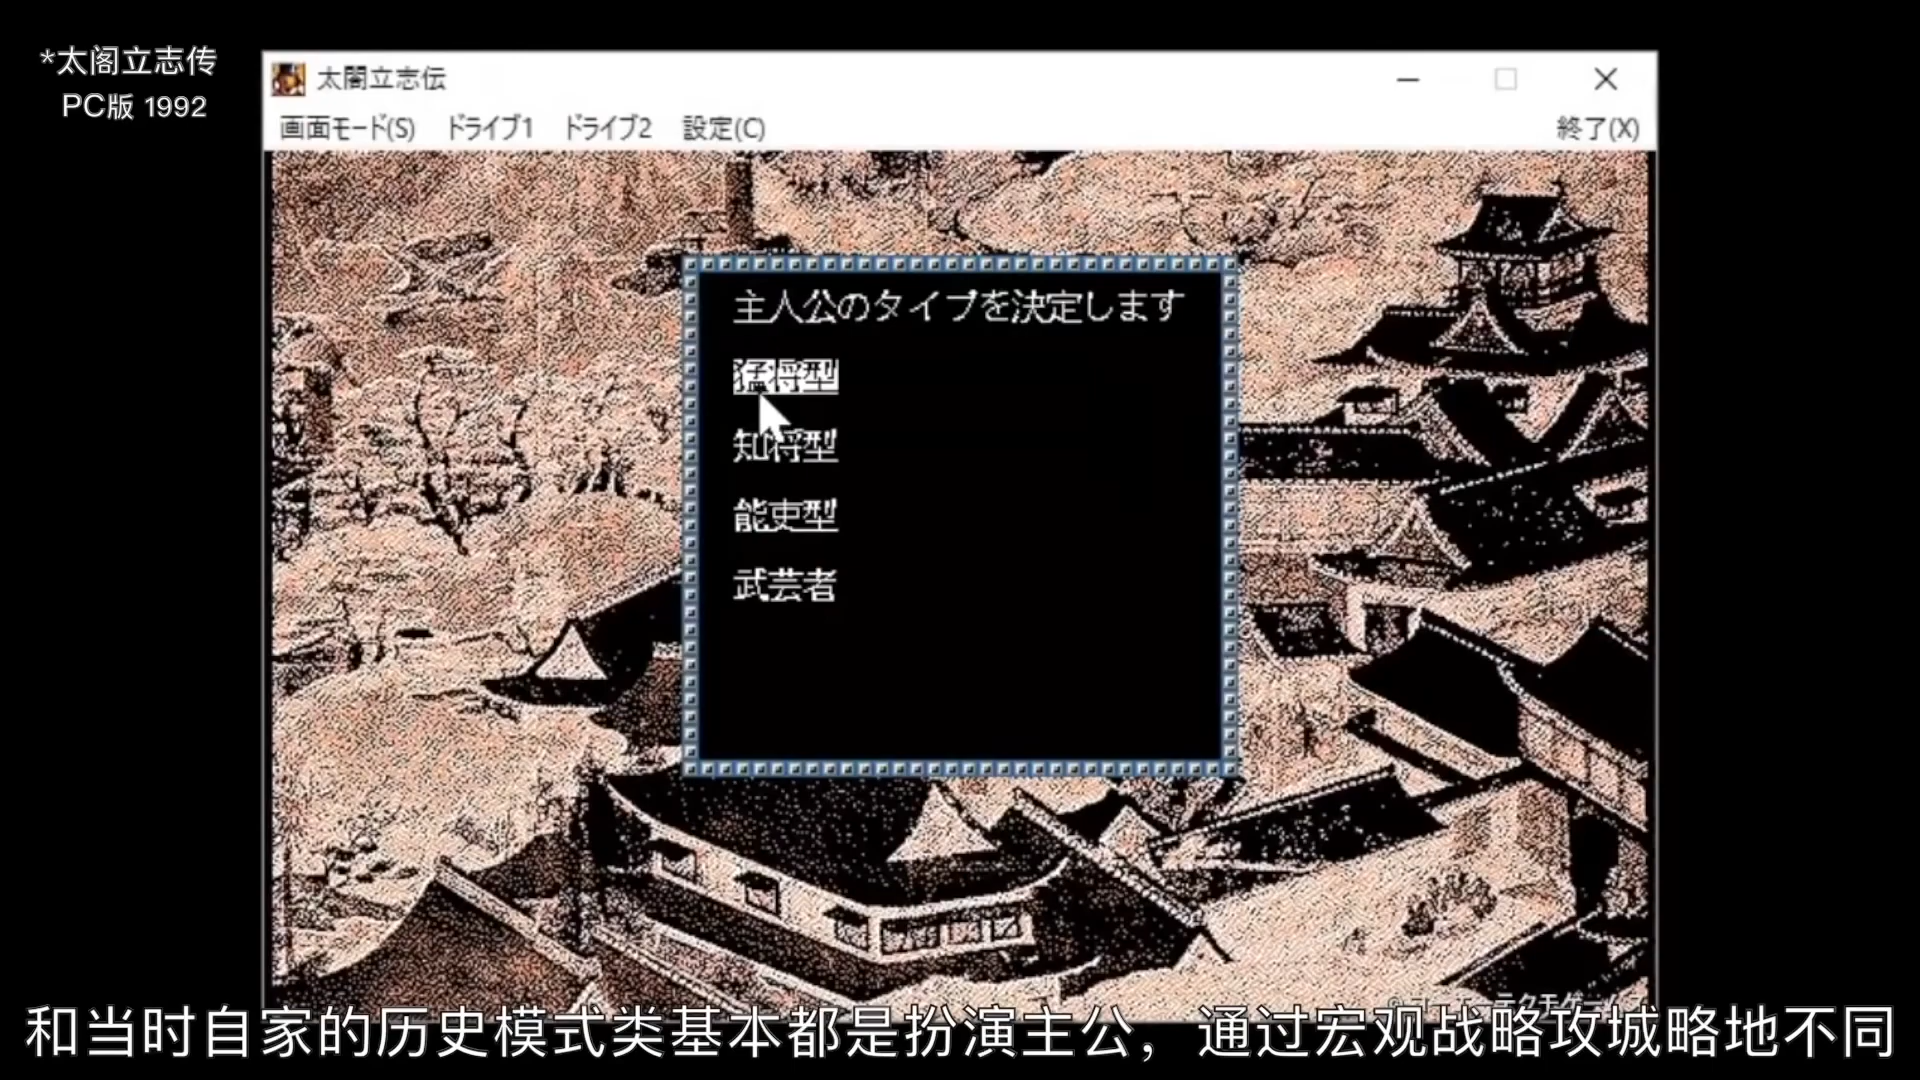 *太阁立志传
PC版 1992
太閤立志伝
画面モード(S) ドライブ1 ドライブ2 設定(C) 終了(X)
主人公のタイプを決定します
猛将型
知将型
能吏型
武芸者
和当时自家的历史模式类基本都是扮演主公，通过宏观战略攻城略地不同